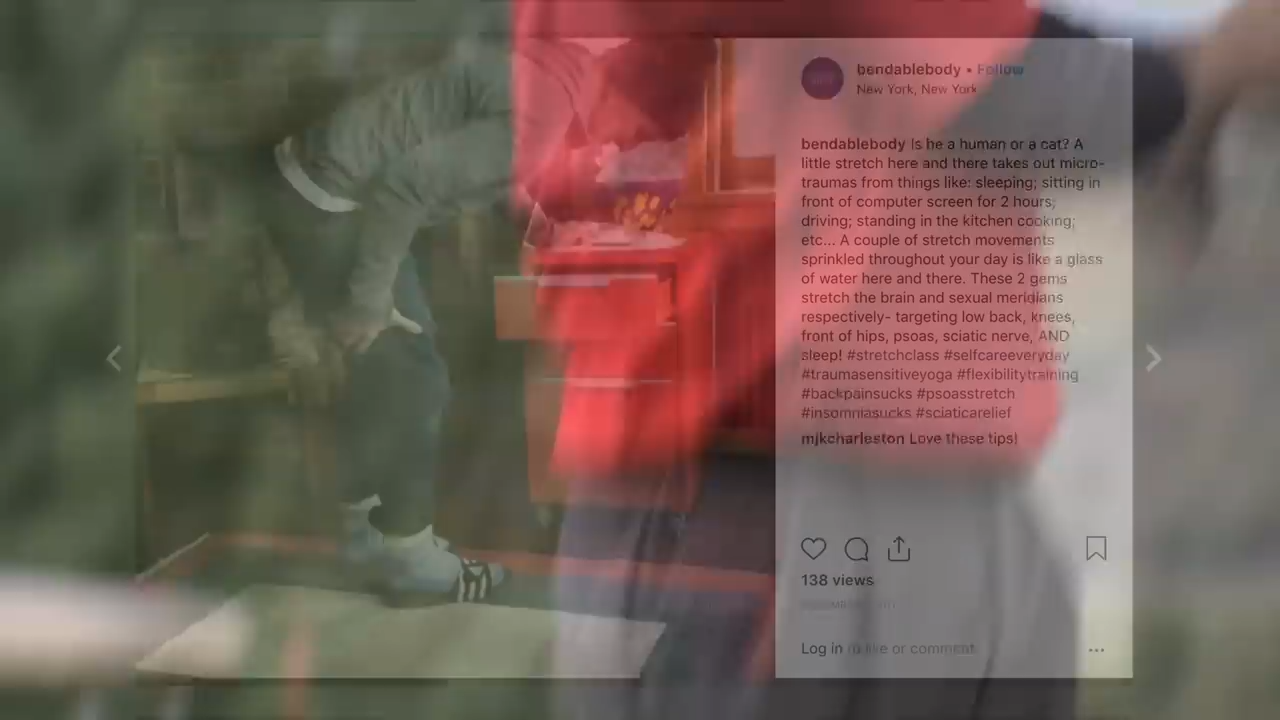 bendablebody • Follow
New York, New York
bendablebody Is he a human or a cat? A
little stretch here and there takes out micro-
traumas from things like: sleeping; sitting in
front of computer screen for 2 hours;
driving; standing in the kitchen cooking;
etc... A couple of stretch movements
sprinkled throughout your day is like a glass
of water here and there. These 2 gems
stretch the brain and sexual meridians
respectively- targeting low back, knees,
front of hips, psoas, sciatic nerve, AND
sleep! #stretchclass #selfcareeveryday
#traumasensitiveyoga #flexibilitytraining
#backpainsucks #psoasstretch
#insomniasucks #sciaticarelief
mjkcharleston Love these tips!
138 views
Log in to like or comment.